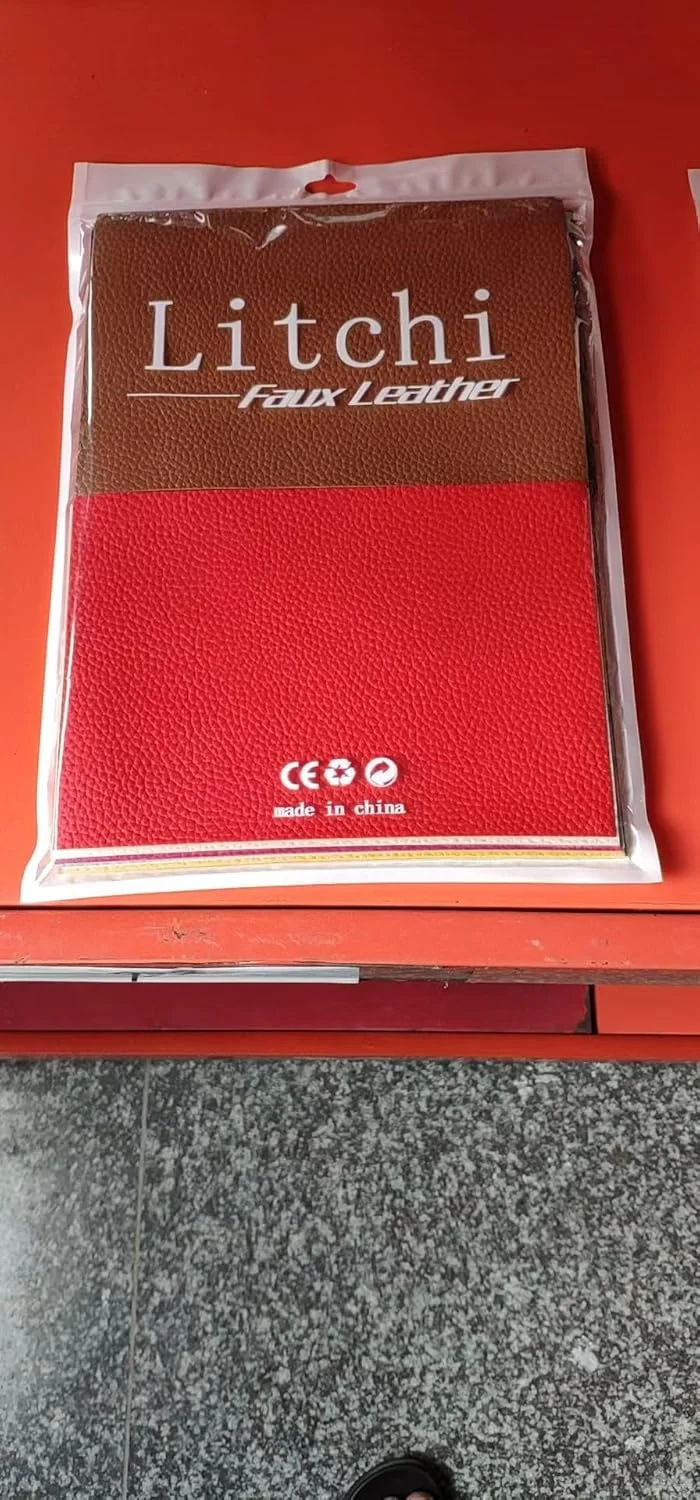 Litchi
Faux Leather
CE
made in china